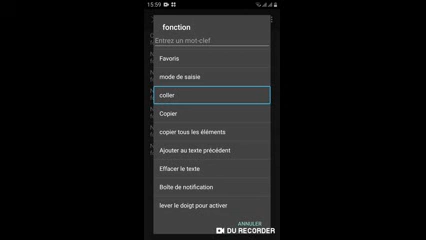 15:59
fonction
Entrez un mot-clef
Favoris
mode de saisie
coller
Copier
copier tous les éléments
Ajouter au texte précédent
Effacer le texte
Boîte de notification
lever le doigt pour activer
ANNULER
DU RECORDER